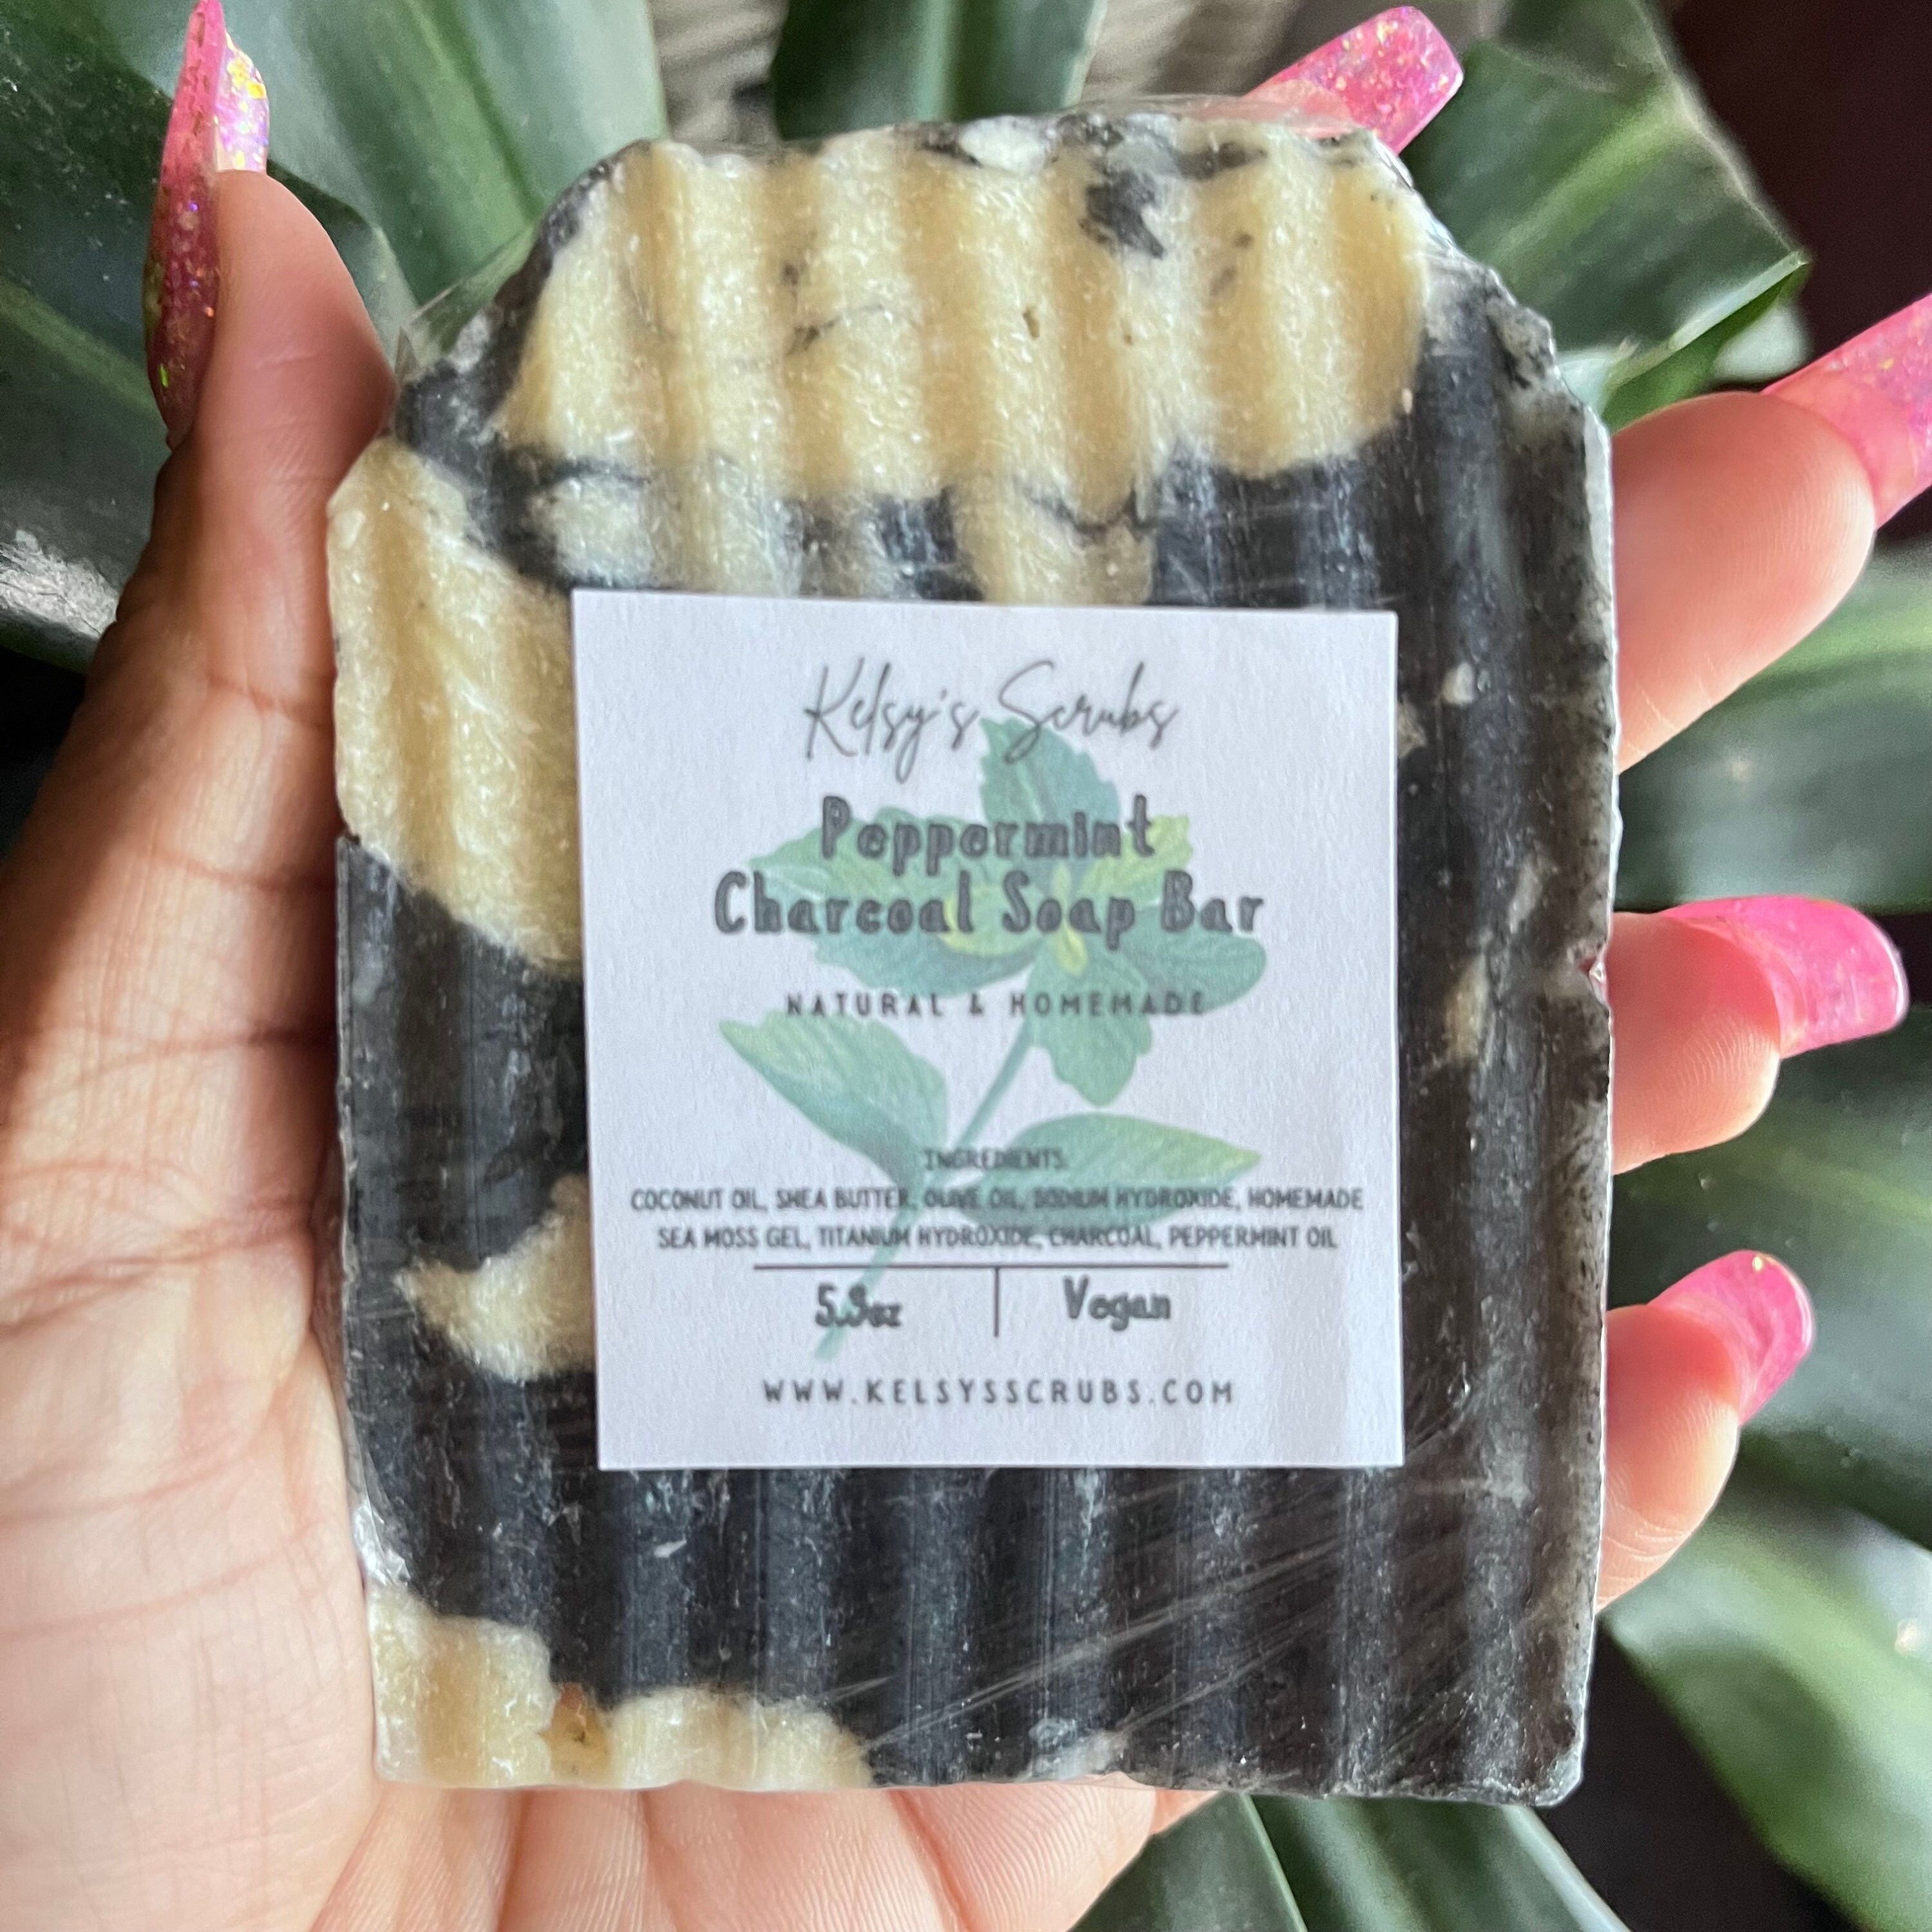 Kelsy's Scrubs
Peppermint
Charcoal Soap Bar
NATURAL & HOMEMADE
INGREDIENTS:
COCONUT OIL, SHEA BUTTER, OLIVE OIL, SODIUM HYDROXIDE, HOMEMADE
SEA MOSS GEL, TITANIUM HYDROXIDE, CHARCOAL, PEPPERMINT OIL
5.3oz | Vegan
WWW.KELSYSSCRUBS.COM